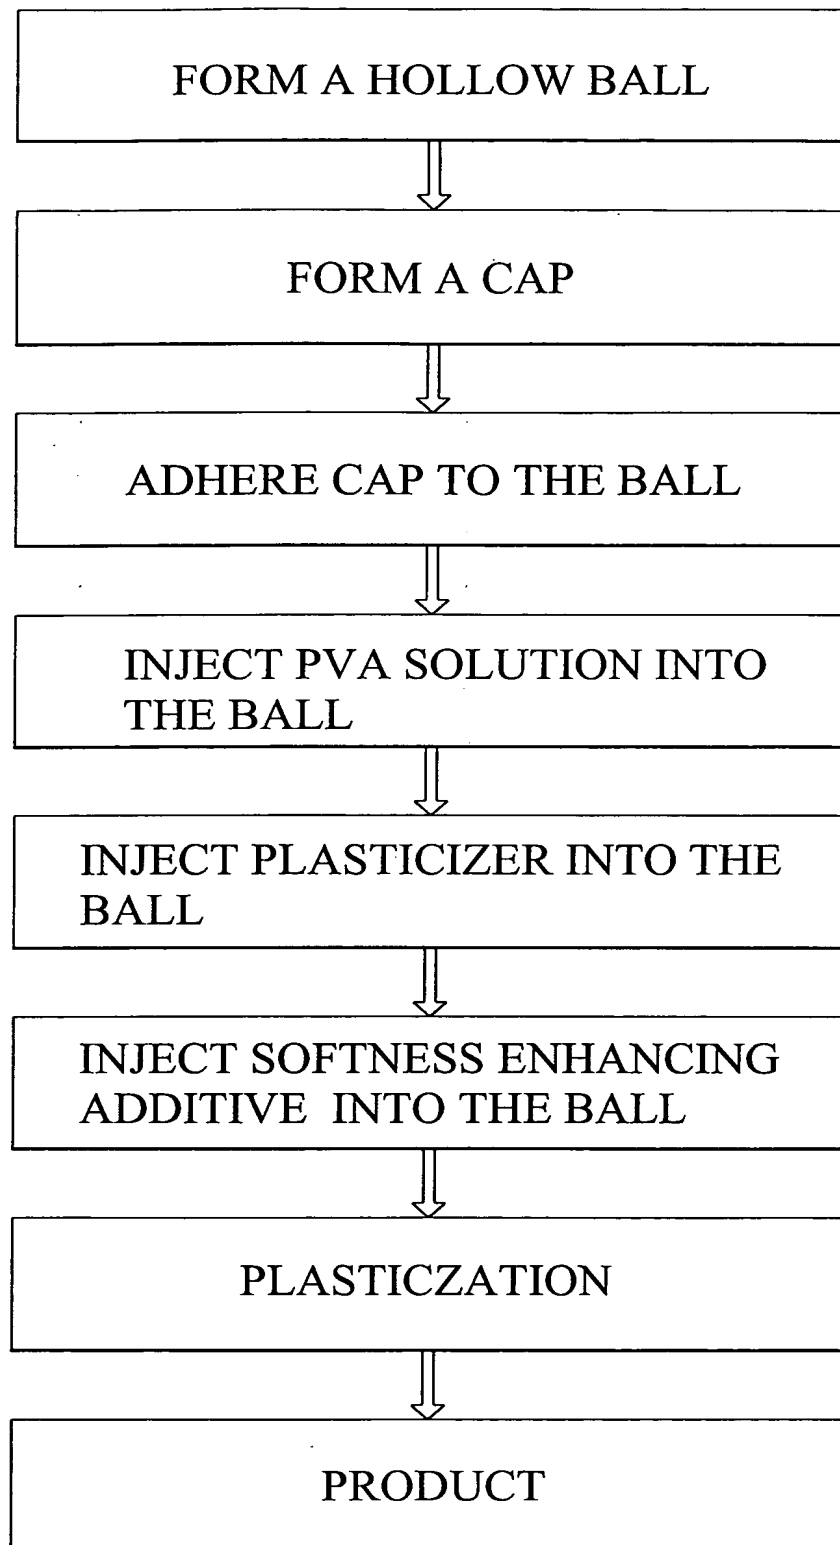 FORM A HOLLOW BALL
FORM A CAP
ADHERE CAP TO THE BALL
INJECT PVA SOLUTION INTO
THE BALL
INJECT PLASTICIZER INTO THE
BALL
INJECT SOFTNESS ENHANCING
ADDITIVE INTO THE BALL
PLASTICZATION
PRODUCT